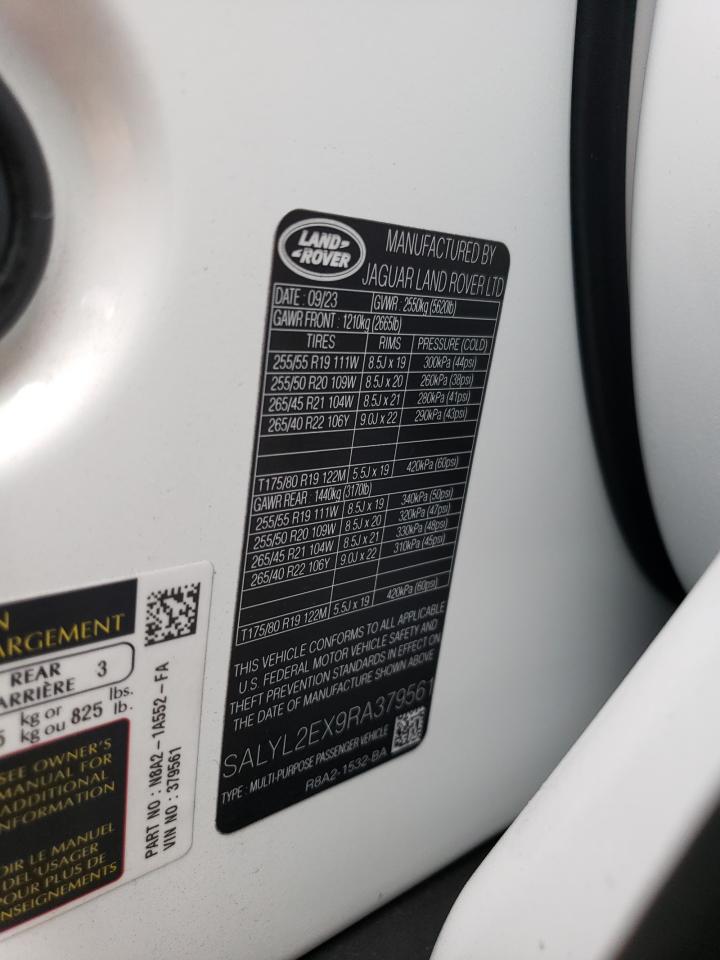 LAND-
-ROVER
MANUFACTURED BY
JAGUAR LAND ROVER LTD
DATE : 09/23 GVWR : 2550kg (5620lb)
GAWR FRONT : 1210kg (2665lb)
TIRES RIMS PRESSURE (COLD)
255/55 R19 111W 8.5J x 19 300kPa (44psi)
255/50 R20 109W 8.5J x 20 260kPa (38psi)
265/45 R21 104W 8.5J x 21 280kPa (41psi)
265/40 R22 106Y 9.0J x 22 290kPa (43psi)
T175/80 R19 122M 5.5J x 19 420kPa (60psi)
GAWR REAR : 1440kg (3170lb)
255/55 R19 111W 8.5J x 19 340kPa (50psi)
255/50 R20 109W 8.5J x 20 320kPa (47psi)
265/45 R21 104W 8.5J x 21 330kPa (48psi)
265/40 R22 106Y 9.0J x 22 310kPa (45psi)
T175/80 R19 122M 5.5J x 19 420kPa (60psi)
THIS VEHICLE CONFORMS TO ALL APPLICABLE
U.S. FEDERAL MOTOR VEHICLE SAFETY AND
THEFT PREVENTION STANDARDS IN EFFECT ON
THE DATE OF MANUFACTURE SHOWN ABOVE
SALYL2EX9RA379561
TYPE : MULTI-PURPOSE PASSENGER VEHICLE
R8A2-1532-BA
N
ARGEMENT
REAR
ARRIÈRE 3
5 kg or kg ou 825 lbs. lb.
SEE OWNER'S
MANUAL FOR
ADDITIONAL
INFORMATION
OIR LE MANUEL
DE L'USAGER
POUR PLUS DE
ENSEIGNEMENTS
PART NO : N8A2-1A552-FA
VIN NO : 379561